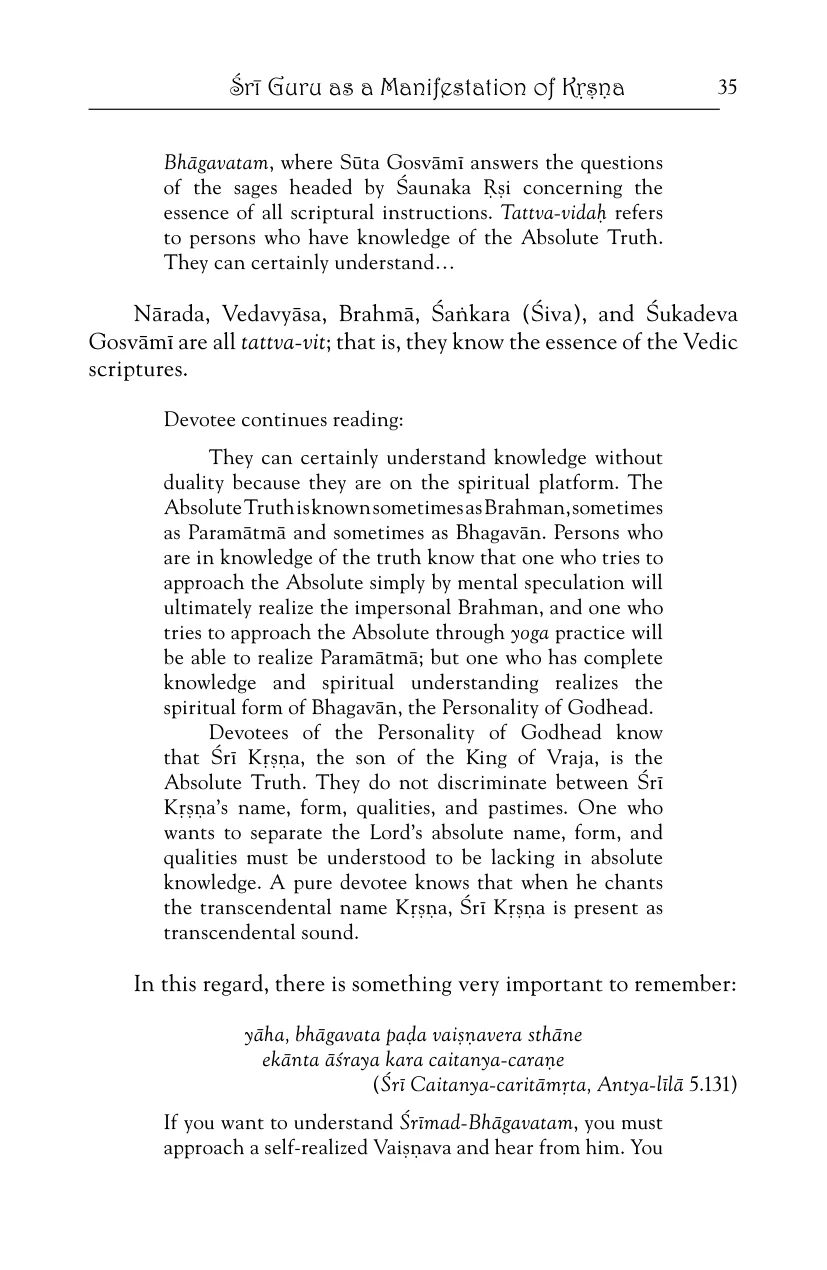 Śrī Guru as a Manifestation of Kṛṣṇa 35
Bhāgavatam, where Sūta Gosvāmī answers the questions
of the sages headed by Śaunaka Ṛṣi concerning the
essence of all scriptural instructions. Tattva-vidaḥ refers
to persons who have knowledge of the Absolute Truth.
They can certainly understand…
Nārada, Vedavyāsa, Brahmā, Śaṅkara (Śiva), and Śukadeva
Gosvāmī are all tattva-vit; that is, they know the essence of the Vedic
scriptures.
Devotee continues reading:
They can certainly understand knowledge without
duality because they are on the spiritual platform. The
Absolute Truth is known sometimes as Brahman, sometimes
as Paramātmā and sometimes as Bhagavān. Persons who
are in knowledge of the truth know that one who tries to
approach the Absolute simply by mental speculation will
ultimately realize the impersonal Brahman, and one who
tries to approach the Absolute through yoga practice will
be able to realize Paramātmā; but one who has complete
knowledge and spiritual understanding realizes the
spiritual form of Bhagavān, the Personality of Godhead.
Devotees of the Personality of Godhead know
that Śrī Kṛṣṇa, the son of the King of Vraja, is the
Absolute Truth. They do not discriminate between Śrī
Kṛṣṇa's name, form, qualities, and pastimes. One who
wants to separate the Lord's absolute name, form, and
qualities must be understood to be lacking in absolute
knowledge. A pure devotee knows that when he chants
the transcendental name Kṛṣṇa, Śrī Kṛṣṇa is present as
transcendental sound.
In this regard, there is something very important to remember:
yāha, bhāgavata paḍa vaiṣṇavera sthāne
ekānta āśraya kara caitanya-caraṇe
(Śrī Caitanya-caritāmṛta, Antya-līlā 5.131)
If you want to understand Śrīmad-Bhāgavatam, you must
approach a self-realized Vaiṣṇava and hear from him. You